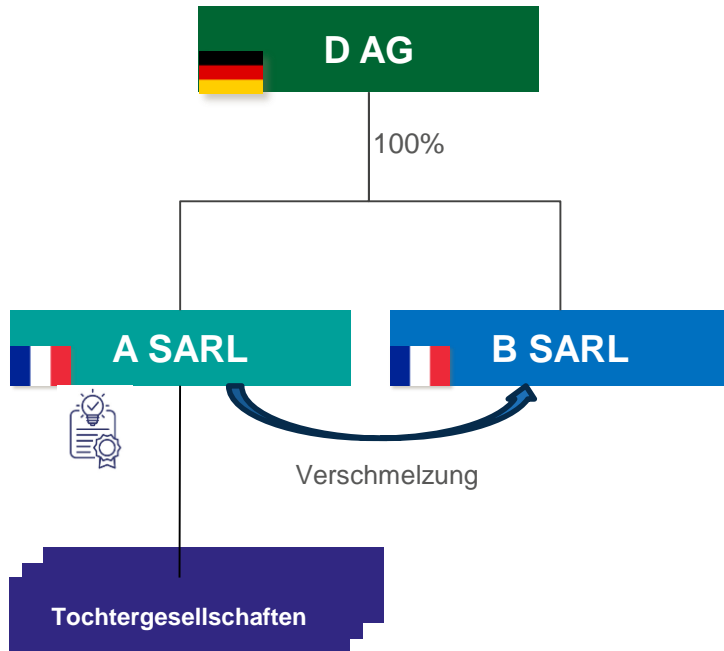 D AG
100%
A SARL
B SARL
Verschmelzung
Tochtergesellschaften